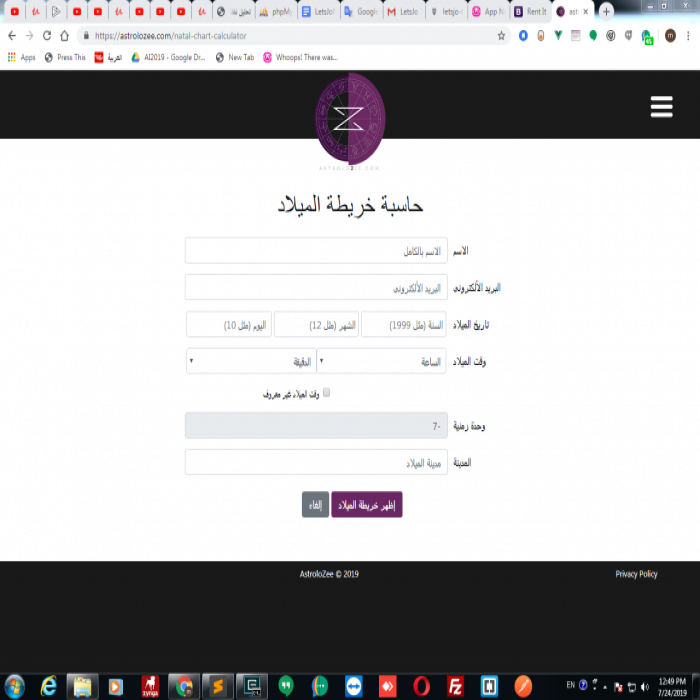 phpMy
LetsJo
Googl
LetsJo
letsjo-
App F
Rent It
ast
https://astrolozee.com/natal-chart-calculator
Apps
Press This
العربية
AI2019 - Google Dr...
New Tab
Whoops! There was...
ASTROLOZEE.COM
حاسبة خريطة الميلاد
الاسم
الاسم بالكامل
البريد الألكتروني
البريد الألكتروني
تاريخ الميلاد
السنة (مثل 1999)
الشهر (مثل 12)
اليوم (مثل 10)
وقت الميلاد
الساعة
الدقيقة
وقت الميلاد غير معروف
وحدة زمنية
-7
المدينة
مدينة الميلاد
إظهر خريطة الميلاد
إلغاء
AstroloZee © 2019
Privacy Policy
zynga
EN
12:49 PM
7/24/2019